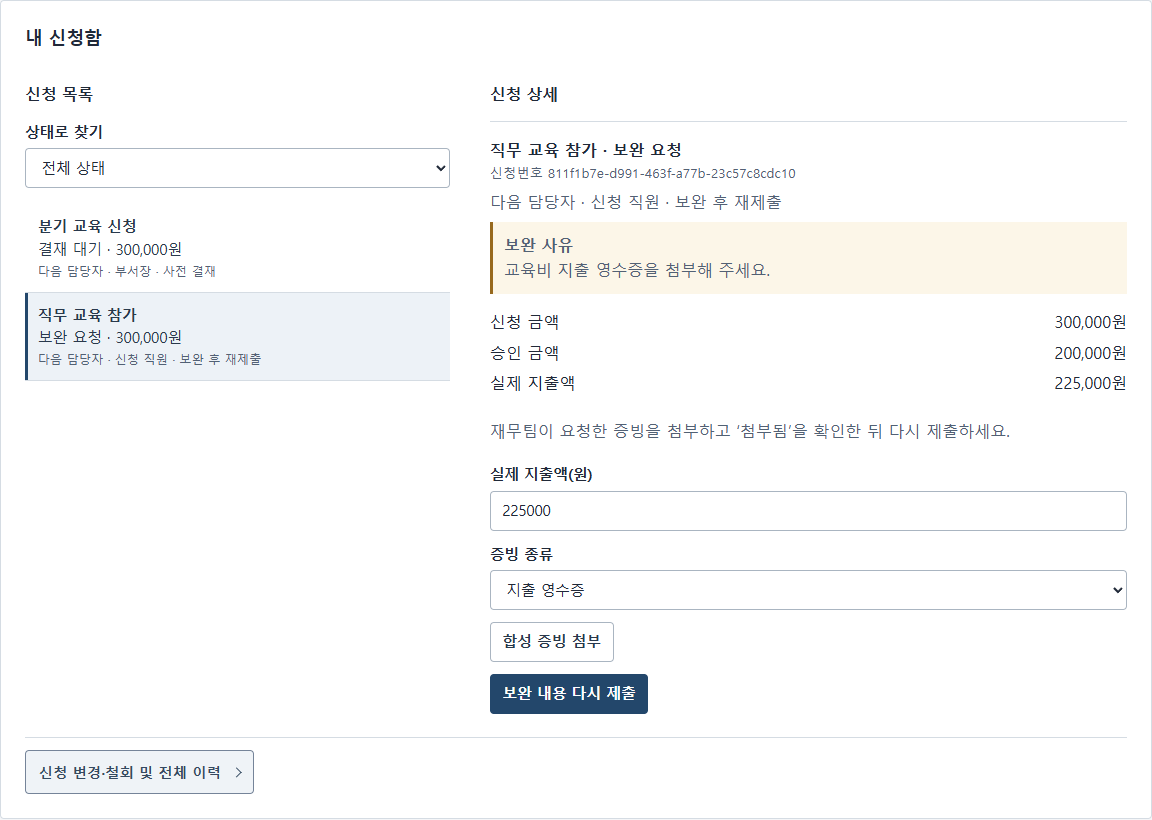 내 신청함
신청 목록
상태로 찾기
전체 상태
분기 교육 신청
결재 대기 · 300,000원
다음 담당자 · 부서장 · 사전 결재
직무 교육 참가
보완 요청 · 300,000원
다음 담당자 · 신청 직원 · 보완 후 재제출
신청 상세
직무 교육 참가 · 보완 요청
신청번호 811f1b7e-d991-463f-a77b-23c57c8cdc10
다음 담당자 · 신청 직원 · 보완 후 재제출
보완 사유
교육비 지출 영수증을 첨부해 주세요.
신청 금액 300,000원
승인 금액 200,000원
실제 지출액 225,000원
재무팀이 요청한 증빙을 첨부하고 ‘첨부됨’을 확인한 뒤 다시 제출하세요.
실제 지출액(원)
225000
증빙 종류
지출 영수증
합성 증빙 첨부
보완 내용 다시 제출
신청 변경·철회 및 전체 이력